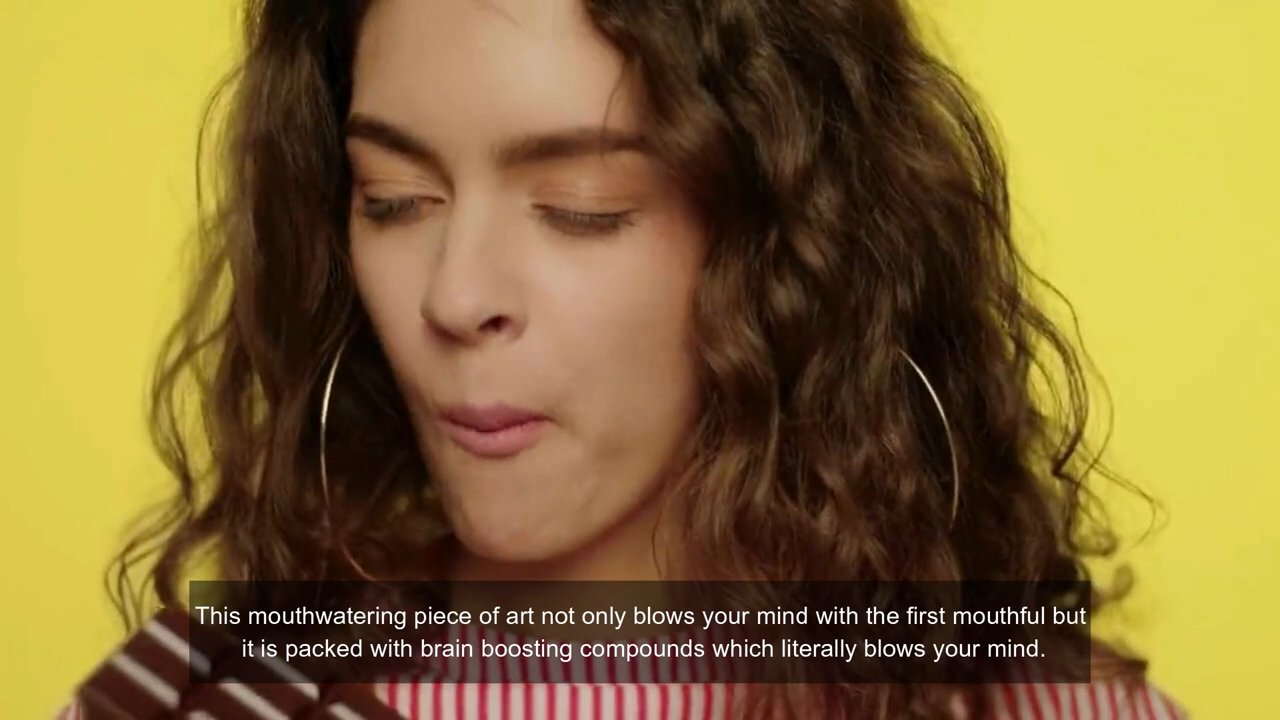 This mouthwatering piece of art not only blows your mind with the first mouthful but
it is packed with brain boosting compounds which literally blows your mind.